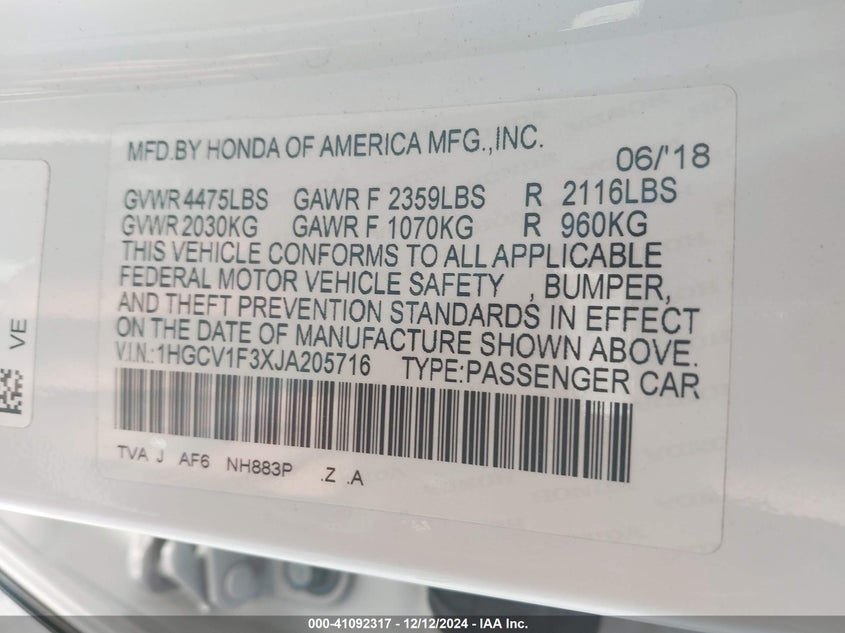 MFD.BY HONDA OF AMERICA MFG.,INC. 06/'18
GVWR 4475LBS GAWR F 2359LBS R 2116LBS
GVWR 2030KG GAWR F 1070KG R 960KG
THIS VEHICLE CONFORMS TO ALL APPLICABLE
FEDERAL MOTOR VEHICLE SAFETY , BUMPER,
AND THEFT PREVENTION STANDARDS IN EFFECT
ON THE DATE OF MANUFACTURE SHOWN ABOVE.
V.I.N.:1HGCV1F3XJA205716 TYPE:PASSENGER CAR
TVA J AF6 NH883P .Z .A
VE
000-41092317 - 12/12/2024 - IAA Inc.